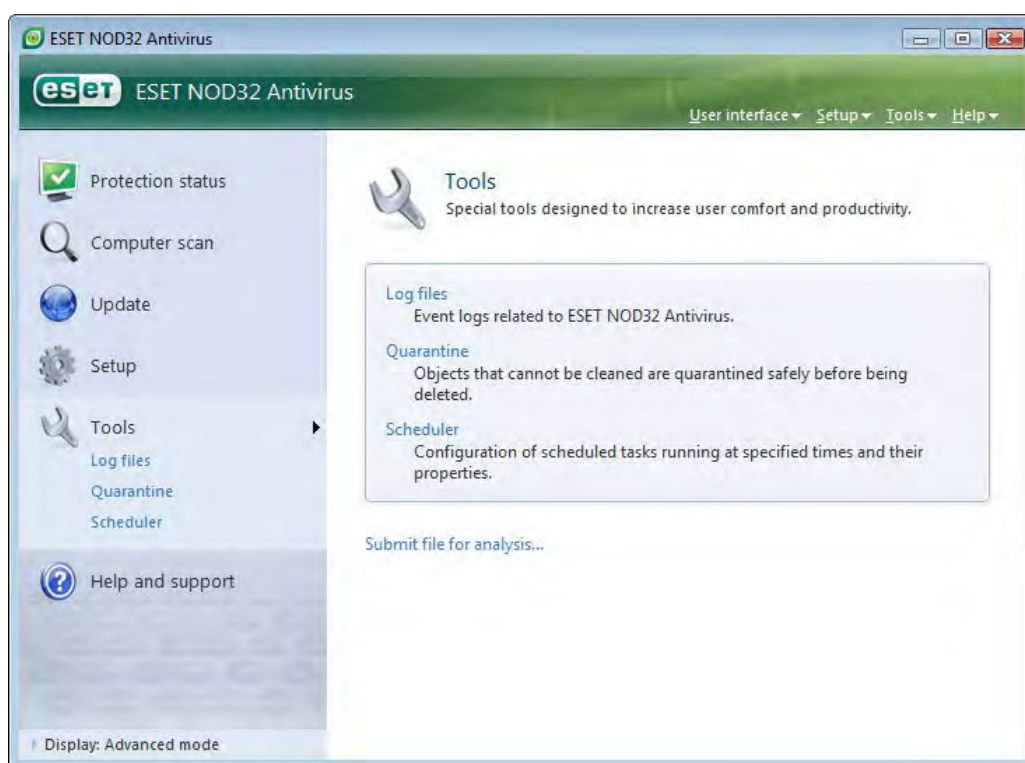 ESET NOD32 Antivirus
eset ESET NOD32 Antivirus
User interface Setup Tools Help
Protection status
Computer scan
Update
Setup
Tools
Log files
Quarantine
Scheduler
Help and support
Display: Advanced mode
Tools
Special tools designed to increase user comfort and productivity.
Log files
Event logs related to ESET NOD32 Antivirus.
Quarantine
Objects that cannot be cleaned are quarantined safely before being
deleted.
Scheduler
Configuration of scheduled tasks running at specified times and their
properties.
Submit file for analysis...